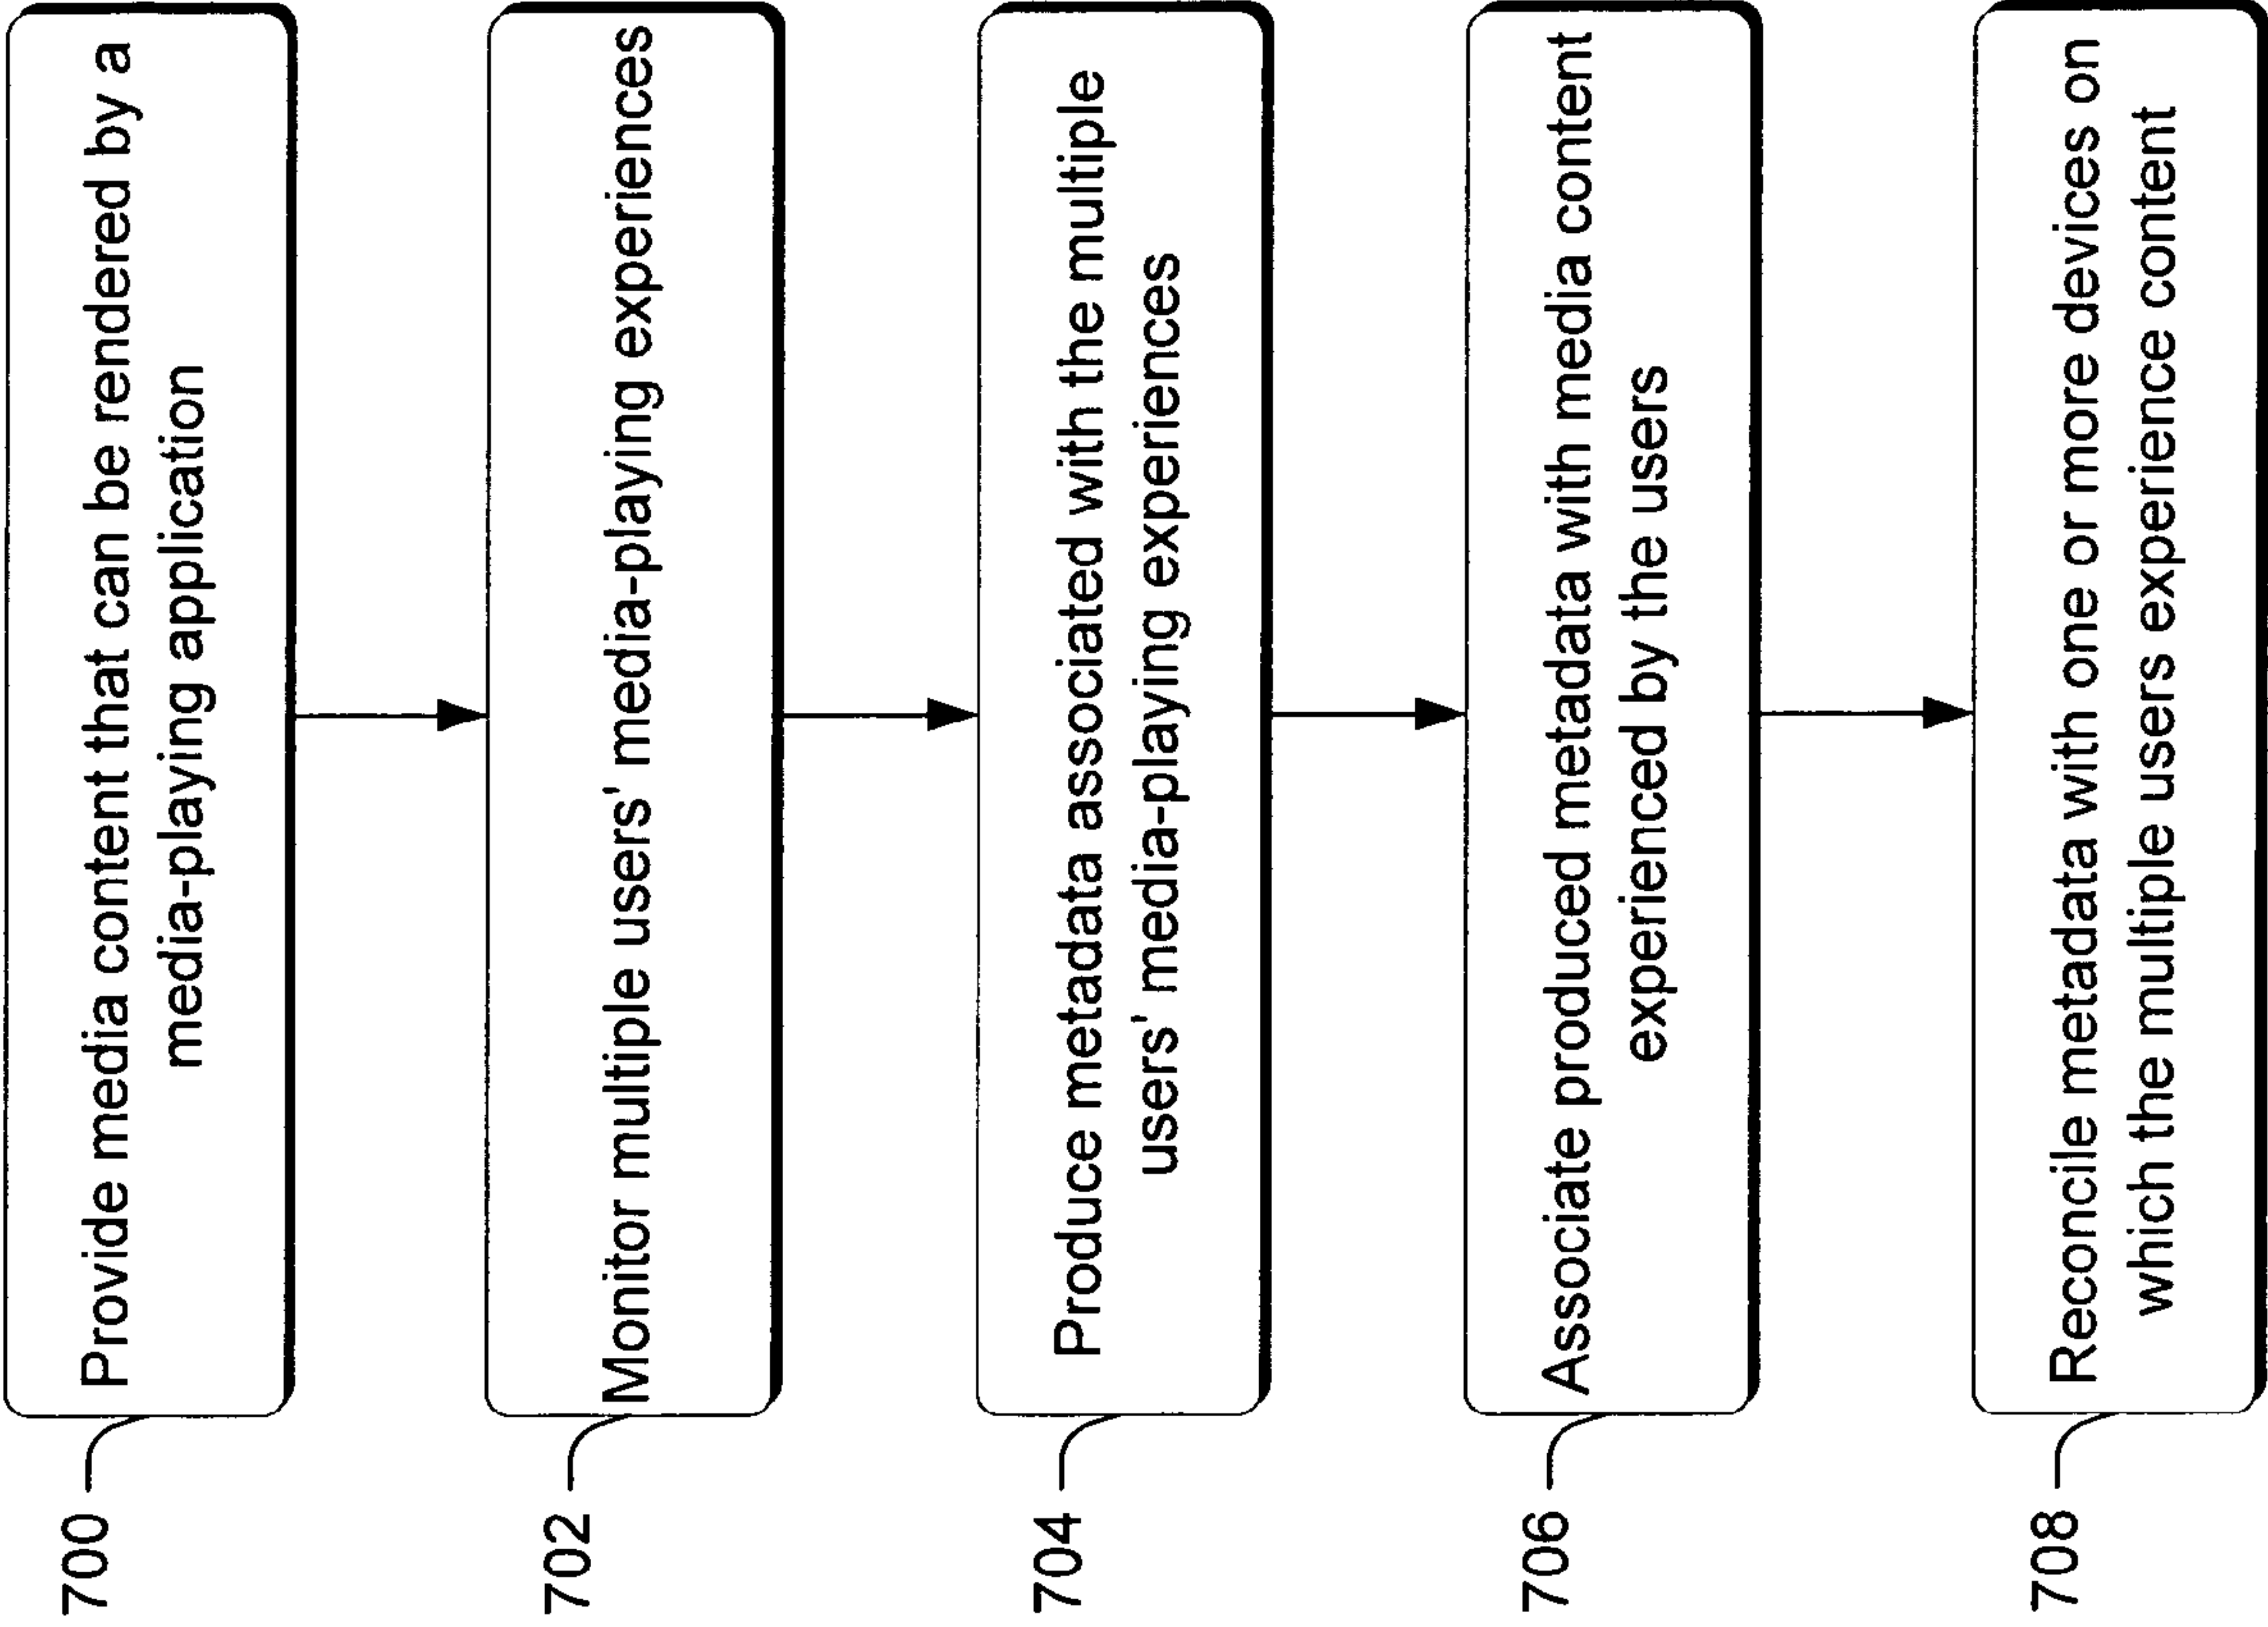 700
Provide media content that can be rendered by a
media-playing application
702
Monitor multiple users' media-playing experiences
704
Produce metadata associated with the multiple
users' media-playing experiences
706
Associate produced metadata with media content
experienced by the users
708
Reconcile metadata with one or more devices on
which the multiple users experience content